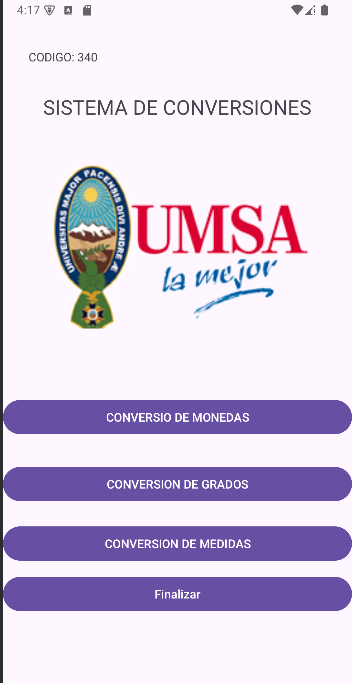 4:17
CODIGO: 340
SISTEMA DE CONVERSIONES
UNIVERSITAS MAJOR PACENSIS DIVI ANDRE Æ
UMSA
la mejor
CONVERSIO DE MONEDAS
CONVERSION DE GRADOS
CONVERSION DE MEDIDAS
Finalizar